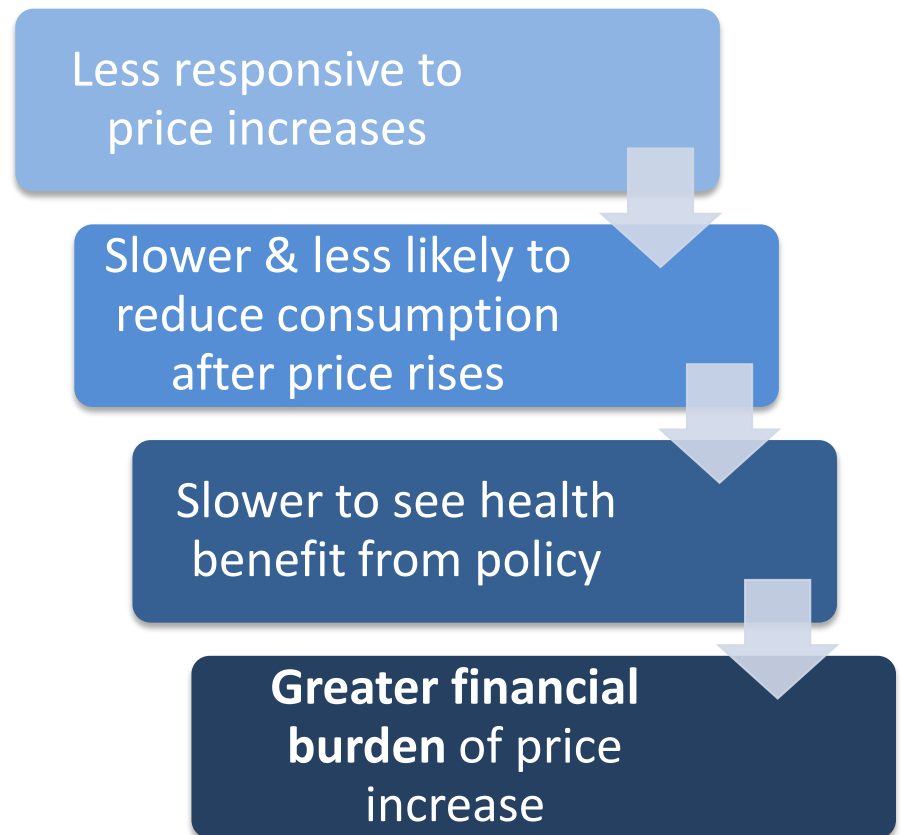 Less responsive to
price increases
Slower & less likely to
reduce consumption
after price rises
Slower to see health
benefit from policy
Greater financial
burden of price
increase